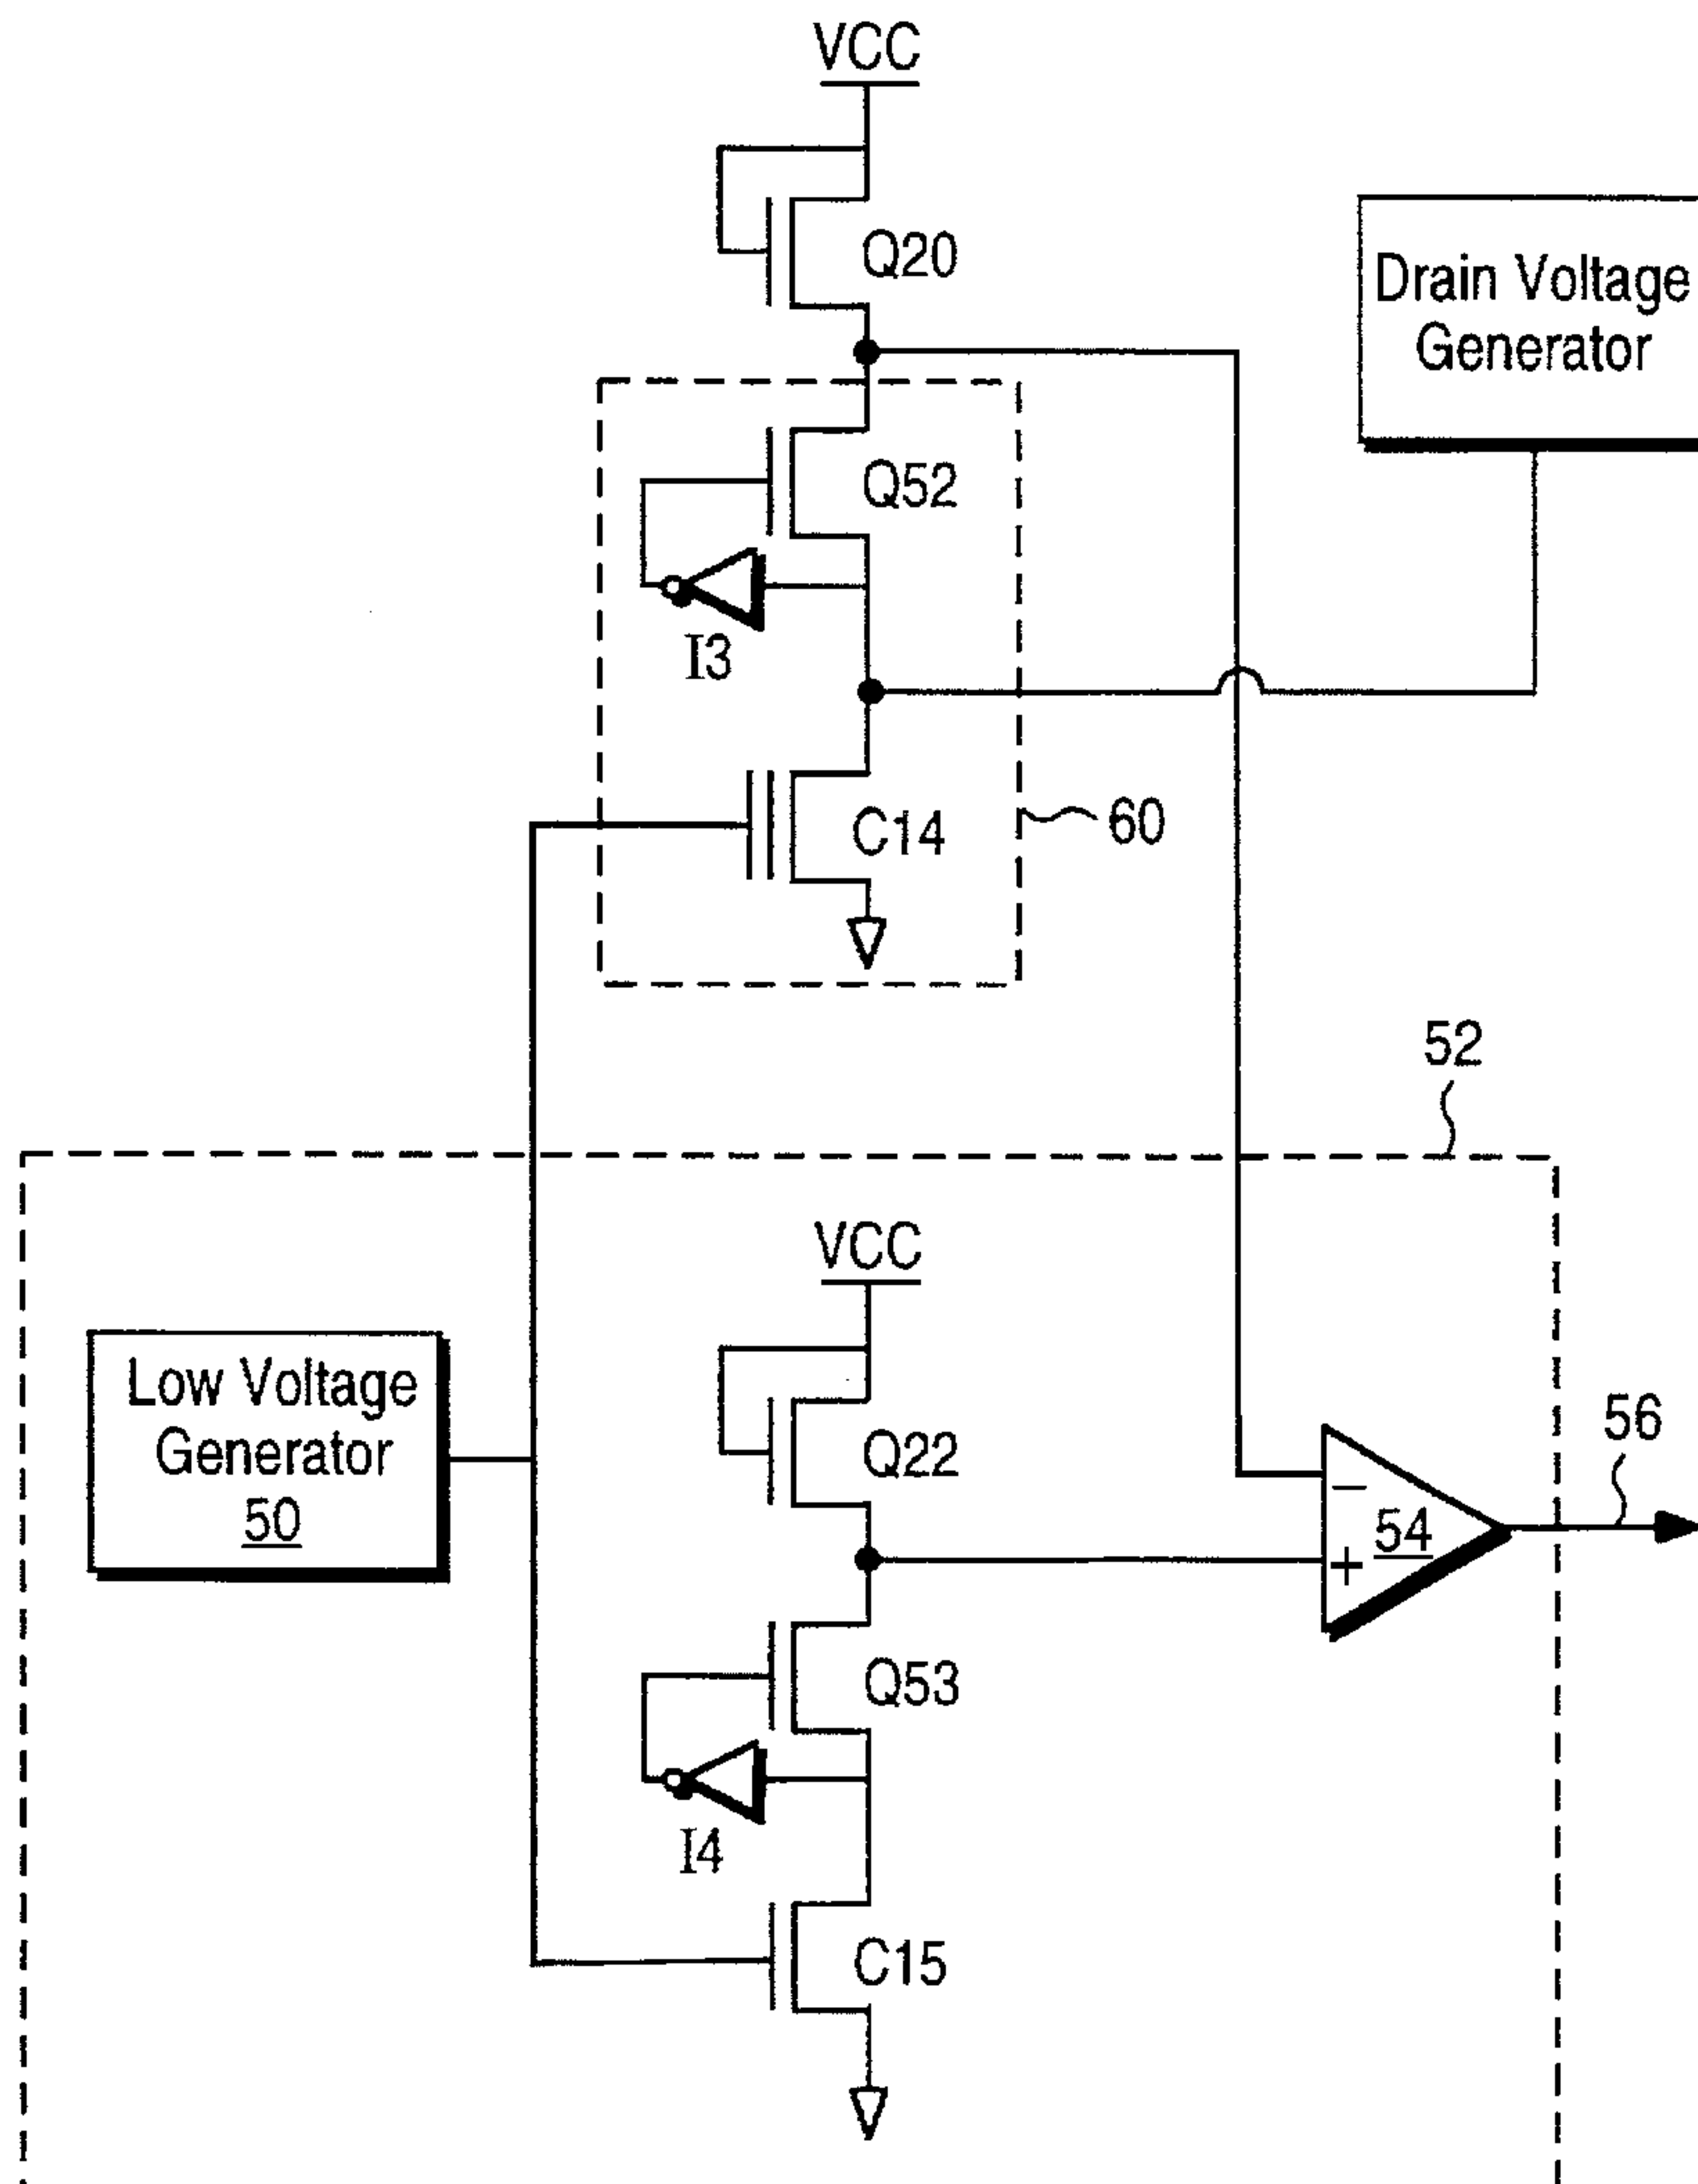 VCC
Q20
Drain Voltage
Generator
Q52
I3
C14
60
52
VCC
Low Voltage
Generator
50
Q22
56
54
−
+
Q53
I4
C15